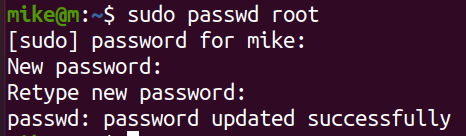 mike@m:~$ sudo passwd root
[sudo] password for mike:
New password:
Retype new password:
passwd: password updated successfully